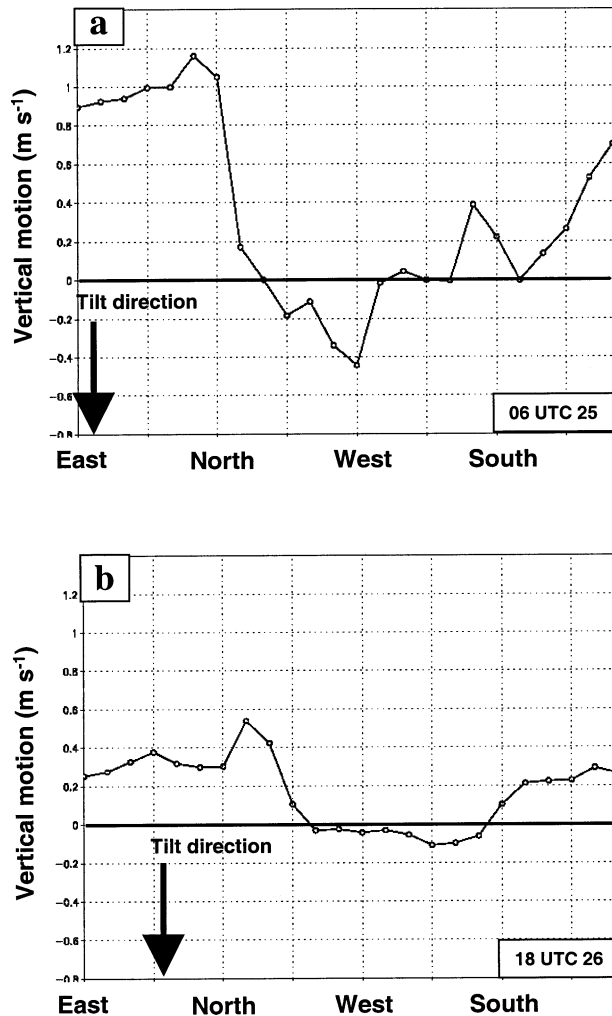 a
Vertical motion (m s-1)
1.2
1
0.8
0.6
0.4
0.2
0
−0.2
−0.4
−0.6
−0.8
Tilt direction
06 UTC 25
East North West South
b
Vertical motion (m s-1)
1.2
1
0.8
0.6
0.4
0.2
0
−0.2
−0.4
−0.6
−0.8
Tilt direction
18 UTC 26
East North West South